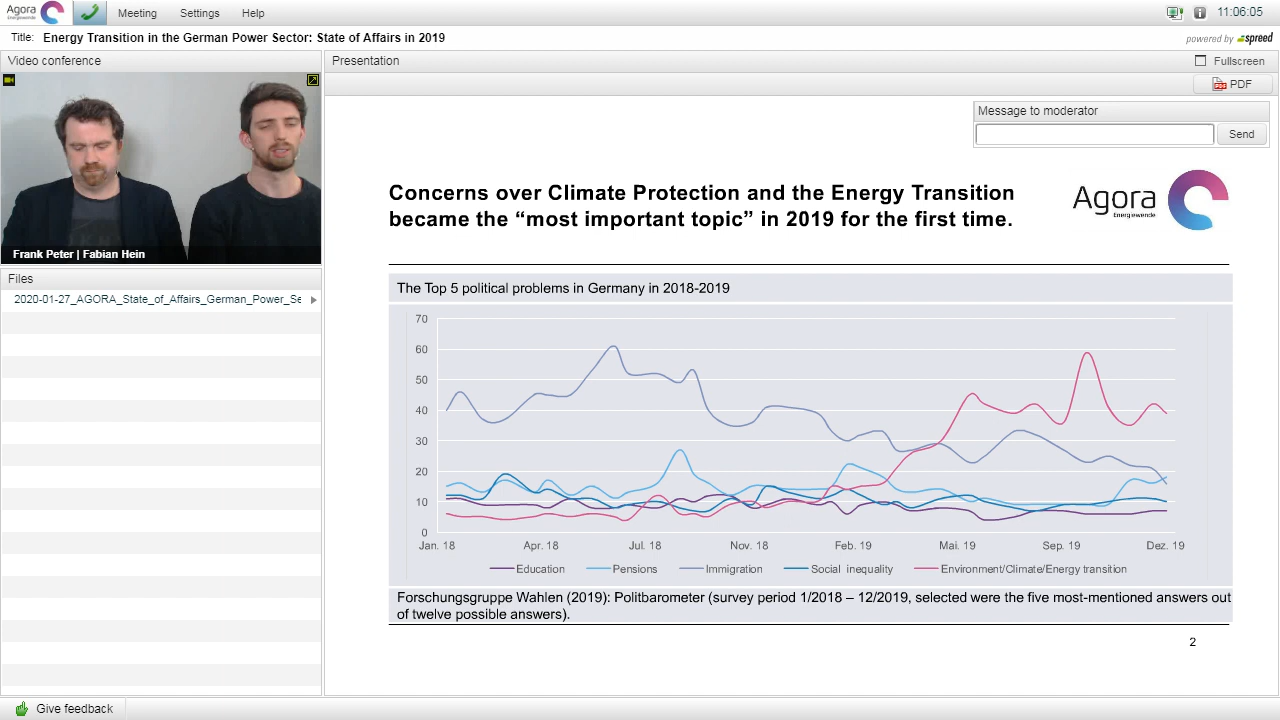 Agora
Energiewende
Meeting
Settings
Help
11:06:05
Title: Energy Transition in the German Power Sector: State of Affairs in 2019
powered by spreed
Video conference
Frank Peter | Fabian Hein
Files
2020-01-27_AGORA_State_of_Affairs_German_Power_Se
Presentation
Fullscreen
PDF
Message to moderator
Send
Concerns over Climate Protection and the Energy Transition
became the “most important topic” in 2019 for the first time.
Agora
Energiewende
The Top 5 political problems in Germany in 2018-2019
70
60
50
40
30
20
10
0
Jan. 18 Apr. 18 Jul. 18 Nov. 18 Feb. 19 Mai. 19 Sep. 19 Dez. 19
Education Pensions Immigration Social inequality Environment/Climate/Energy transition
Forschungsgruppe Wahlen (2019): Politbarometer (survey period 1/2018 – 12/2019, selected were the five most-mentioned answers out
of twelve possible answers).
2
Give feedback